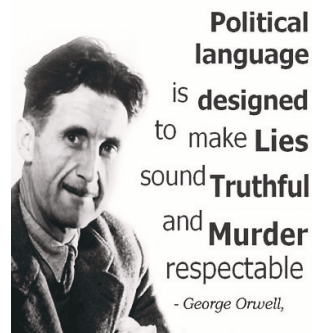 Political
language
is designed
to make Lies
sound Truthful
and Murder
respectable
- George Orwell,